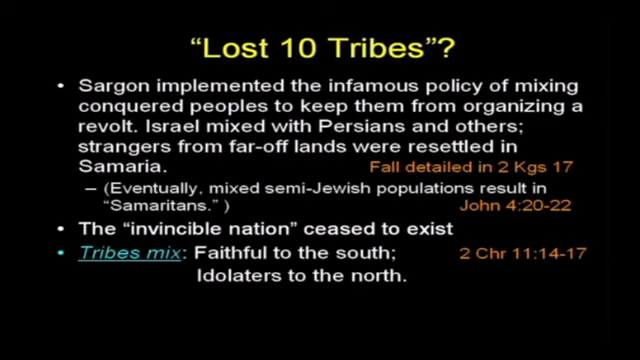 “Lost 10 Tribes”?
• Sargon implemented the infamous policy of mixing
conquered peoples to keep them from organizing a
revolt. Israel mixed with Persians and others;
strangers from far-off lands were resettled in
Samaria. Fall detailed in 2 Kgs 17
– (Eventually, mixed semi-Jewish populations result in
“Samaritans.” ) John 4:20-22
• The “invincible nation” ceased to exist
• Tribes mix: Faithful to the south; 2 Chr 11:14-17
Idolaters to the north.